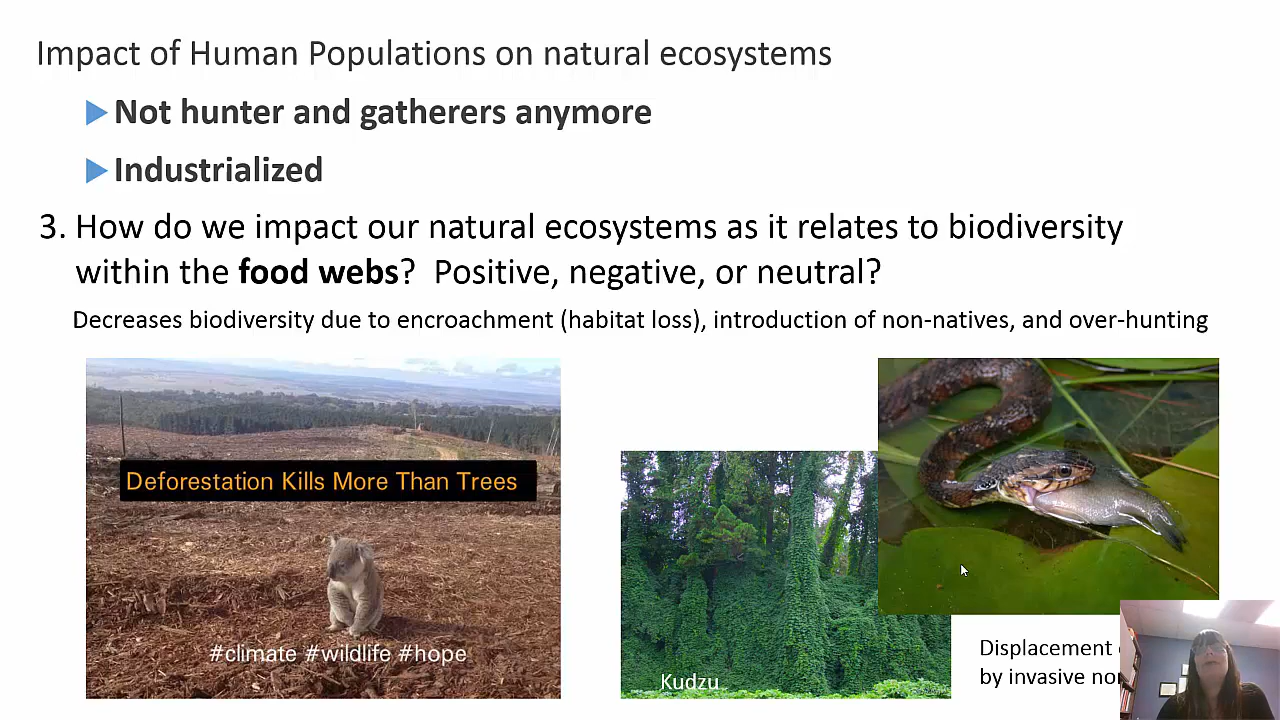 Impact of Human Populations on natural ecosystems
Not hunter and gatherers anymore
Industrialized
3. How do we impact our natural ecosystems as it relates to biodiversity
within the food webs? Positive, negative, or neutral?
Decreases biodiversity due to encroachment (habitat loss), introduction of non-natives, and over-hunting
Deforestation Kills More Than Trees
#climate #wildlife #hope
Kudzu
Displacement
by invasive